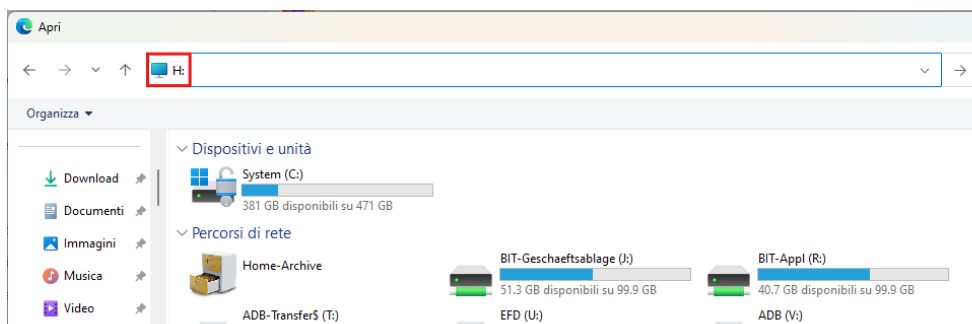 Apri
H:
Organizza
Dispositivi e unità
System (C:)
381 GB disponibili su 471 GB
Percorsi di rete
Home-Archive
BIT-Geschaeftsablage (J:)
51.3 GB disponibili su 99.9 GB
BIT-Appl (R:)
40.7 GB disponibili su 99.9 GB
ADB-Transfer$ (T:)
EFD (U:)
ADB (V:)
Download
Documenti
Immagini
Musica
Video